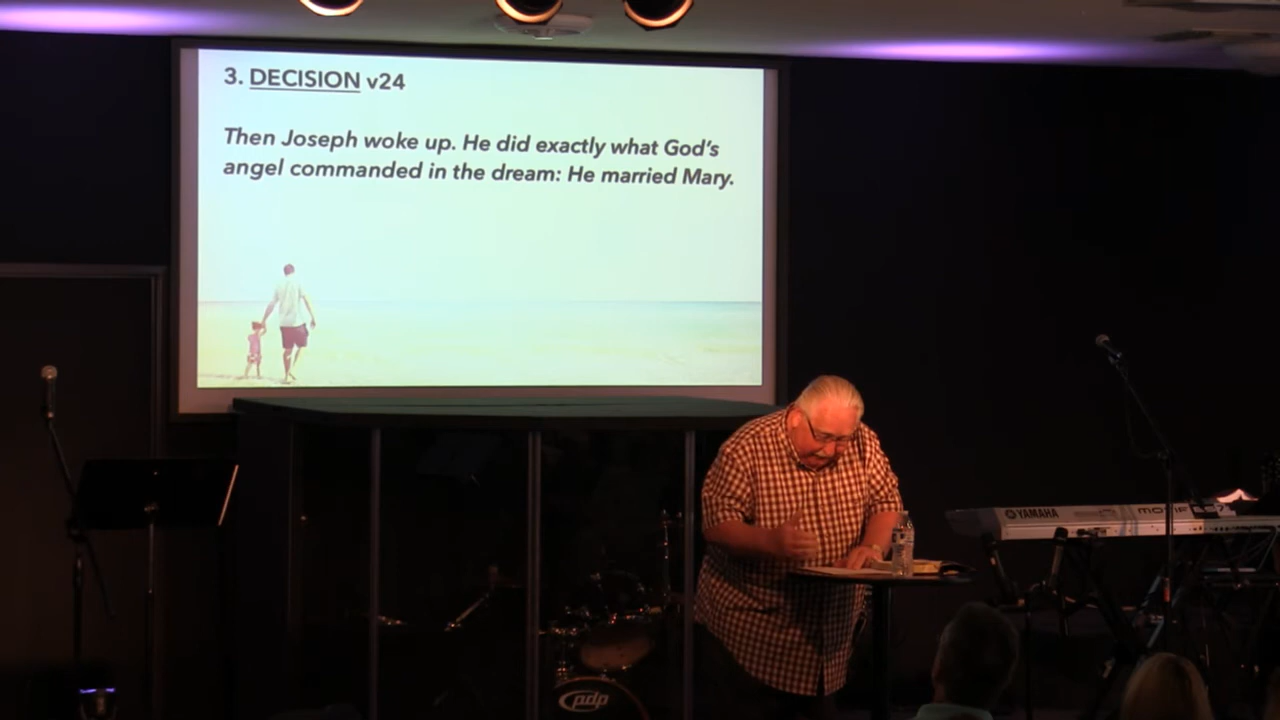 3. DECISION v24
Then Joseph woke up. He did exactly what God's
angel commanded in the dream: He married Mary.
YAMAHA
MOTIF
pdp